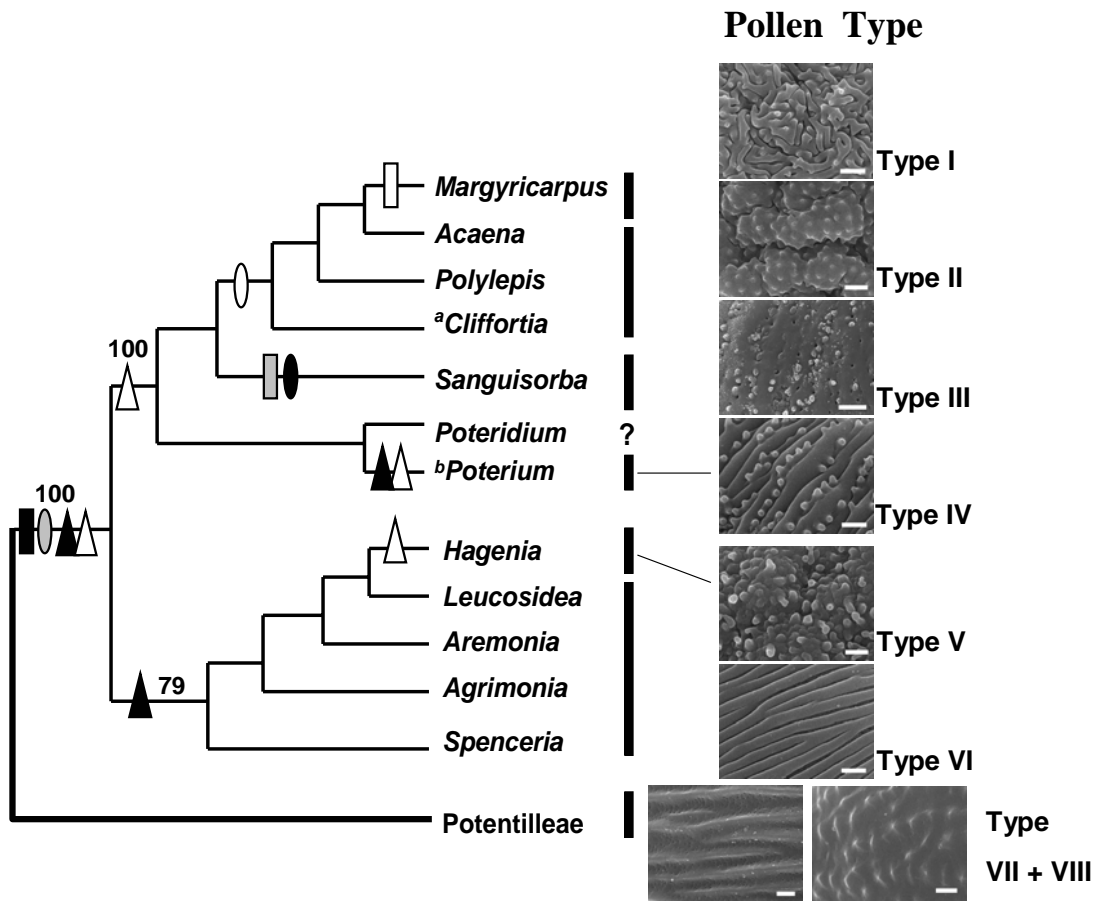 Pollen Type
Type I
Margyricarpus
Acaena
Type II
Polylepis
ᵃCliffortia
100
Type III
Sanguisorba
Poteridium ?
ᵇPoterium
100
Type IV
Hagenia
Leucosidea
Aremonia
Type V
79
Agrimonia
Spenceria
Type VI
Potentilleae
Type
VII + VIII